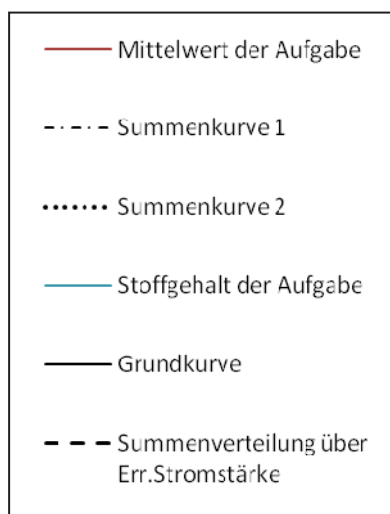 Mittelwert der Aufgabe
Summenkurve 1
Summenkurve 2
Stoffgehalt der Aufgabe
Grundkurve
Summenverteilung über
Err.Stromstärke